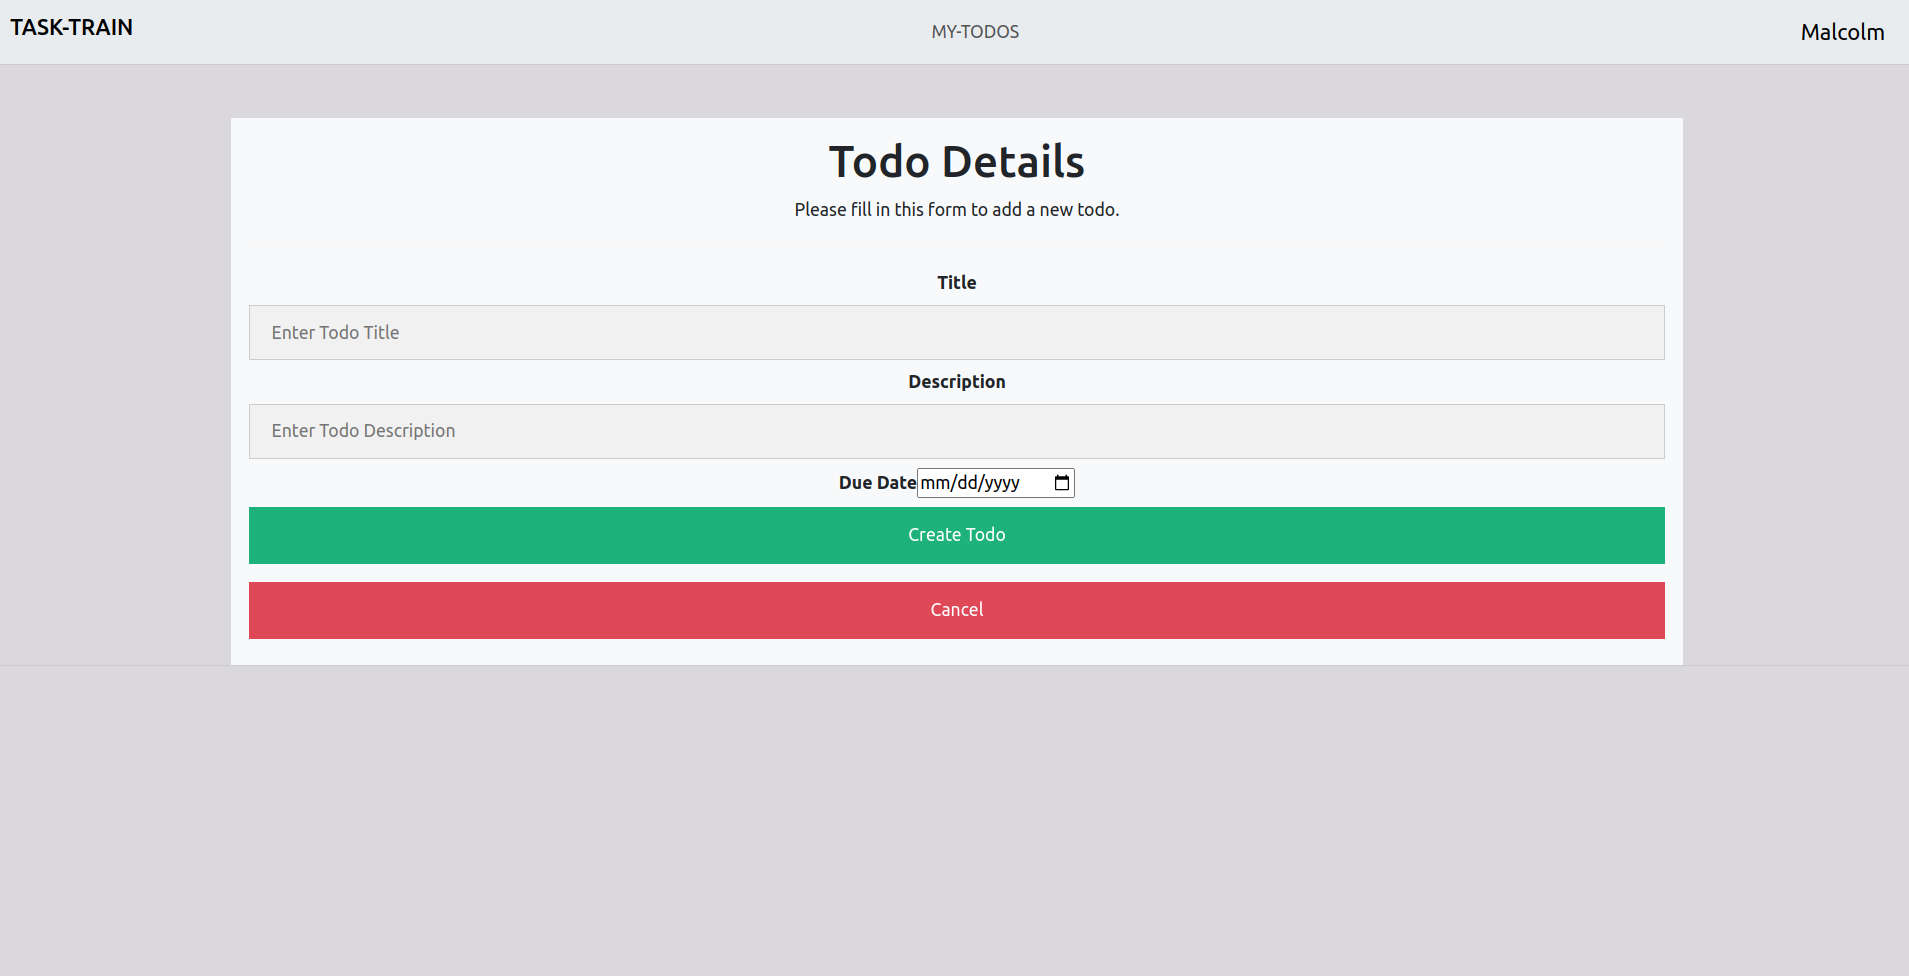 TASK-TRAIN
MY-TODOS
Malcolm
Todo Details
Please fill in this form to add a new todo.
Title
Enter Todo Title
Description
Enter Todo Description
Due Date mm/dd/yyyy
Create Todo
Cancel